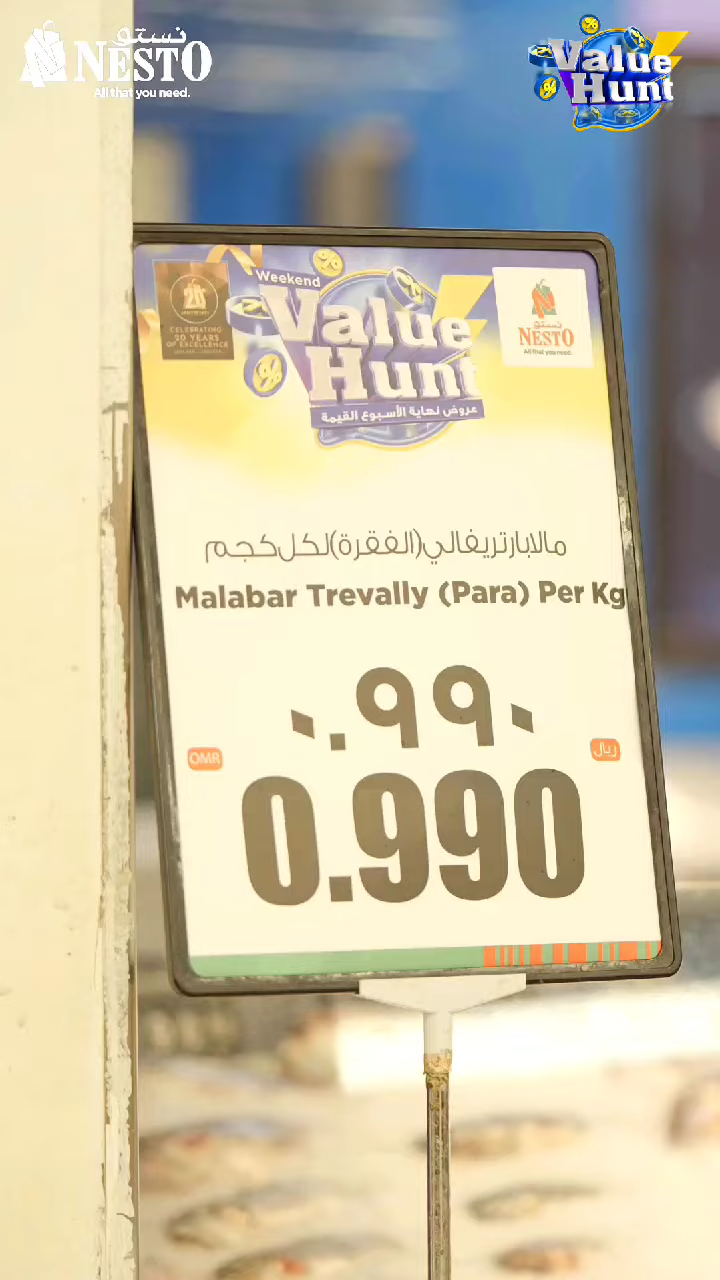 نستو
NESTO
All that you need.
Value
Hunt
20
CELEBRATING
20 YEARS
OF EXCELLENCE
Weekend
Value
Hunt
عروض نهاية الأسبوع القيمة
نستو
NESTO
All that you need.
مالابارتريفالي(الفقرة)لكل كجم
Malabar Trevally (Para) Per Kg
٠.٩٩٠
OMR
ريال
0.990